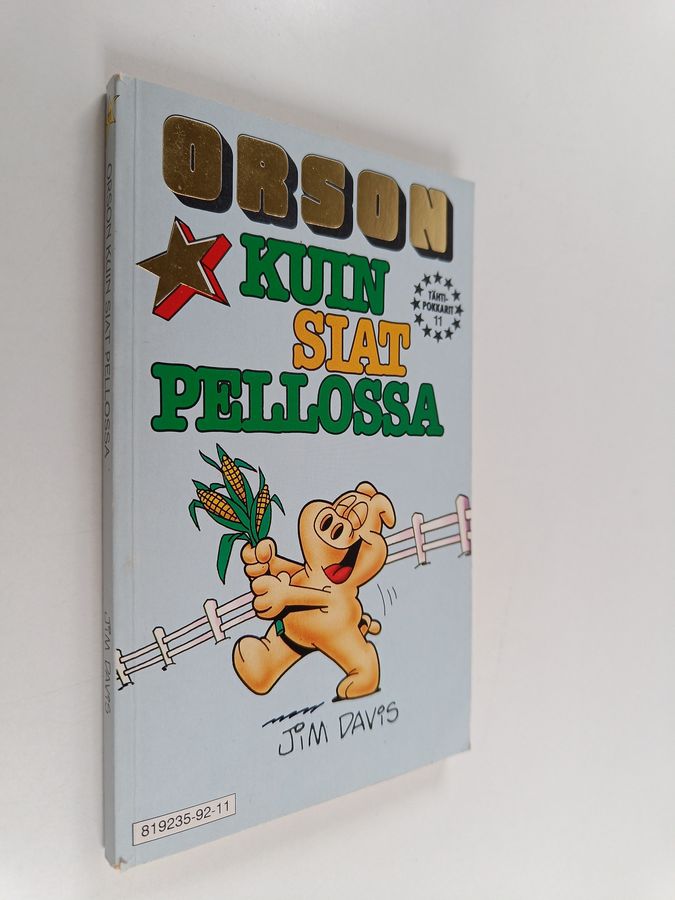 ORSON
KUIN
SIAT
PELLOSSA
TÄHTI-
POKKARIT
11
JIM DAVIS
819235-92-11
ORSON KUIN SIAT PELLOSSA
JIM DAVIS